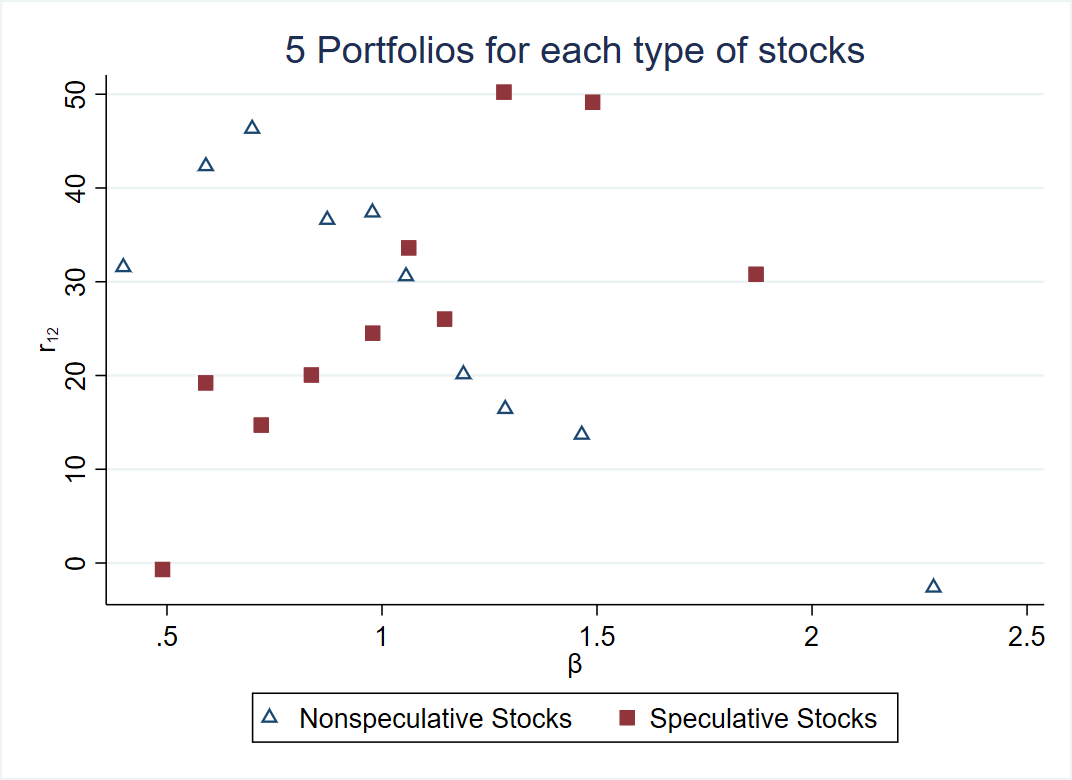 5 Portfolios for each type of stocks
50
40
30
20
10
0
r12
.5 1 1.5 2 2.5
β
Nonspeculative Stocks Speculative Stocks